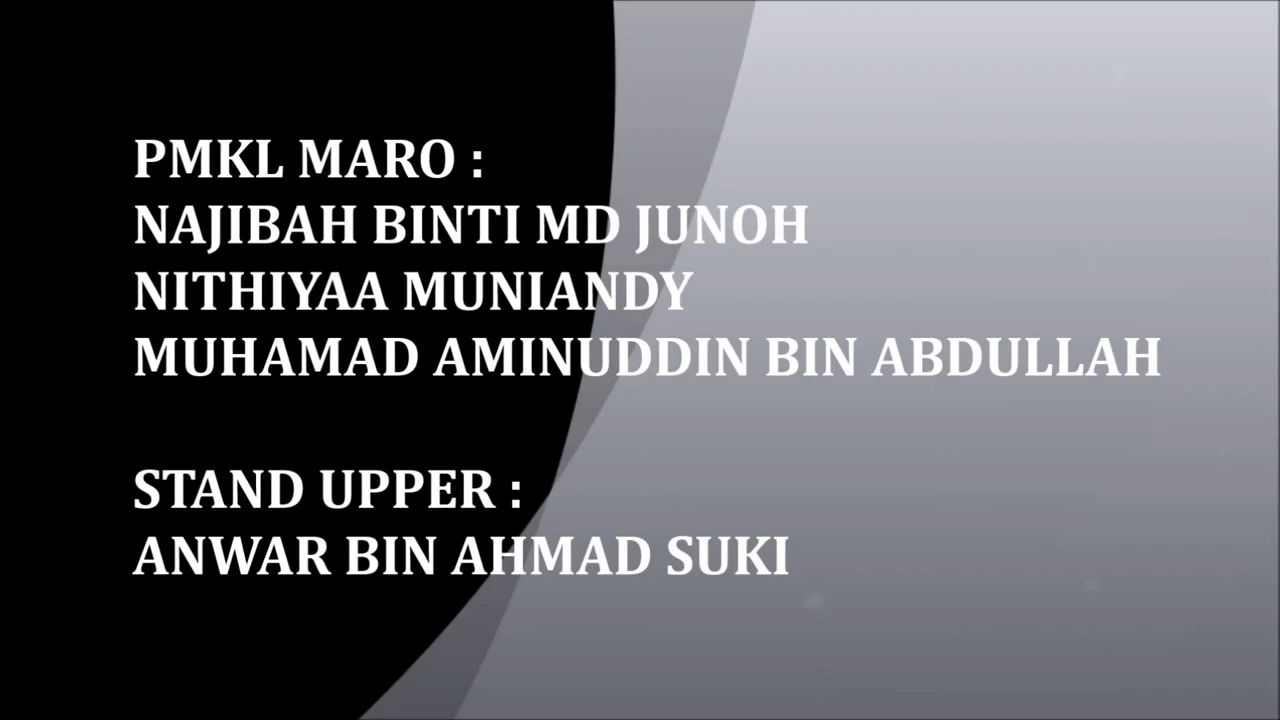 PMKL MARO :
NAJIBAH BINTI MD JUNOH
NITHIYAA MUNIANDY
MUHAMAD AMINUDDIN BIN ABDULLAH
STAND UPPER :
ANWAR BIN AHMAD SUKI